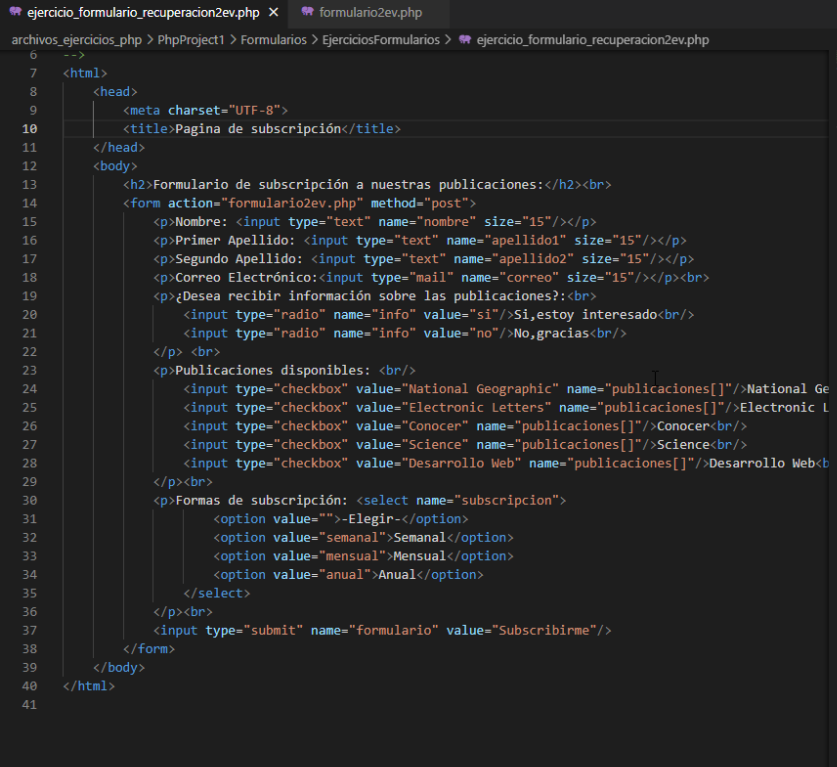 ejercicio_formulario_recuperacion2ev.php × formulario2ev.php
archivos_ejercicios_php > PhpProject1 > Formularios > EjerciciosFormularios > ejercicio_formulario_recuperacion2ev.php
6 -->
7 <html>
8 <head>
9 <meta charset="UTF-8">
10 <title>Pagina de subscripción</title>
11 </head>
12 <body>
13 <h2>Formulario de subscripción a nuestras publicaciones:</h2><br>
14 <form action="formulario2ev.php" method="post">
15 <p>Nombre: <input type="text" name="nombre" size="15"/></p>
16 <p>Primer Apellido: <input type="text" name="apellido1" size="15"/></p>
17 <p>Segundo Apellido: <input type="text" name="apellido2" size="15"/></p>
18 <p>Correo Electrónico:<input type="mail" name="correo" size="15"/></p><br>
19 <p>¿Desea recibir información sobre las publicaciones?:<br>
20 <input type="radio" name="info" value="si"/>Si,estoy interesado<br/>
21 <input type="radio" name="info" value="no"/>No,gracias<br/>
22 </p> <br>
23 <p>Publicaciones disponibles: <br/>
24 <input type="checkbox" value="National Geographic" name="publicaciones[]"/>National Ge
25 <input type="checkbox" value="Electronic Letters" name="publicaciones[]"/>Electronic L
26 <input type="checkbox" value="Conocer" name="publicaciones[]"/>Conocer<br/>
27 <input type="checkbox" value="Science" name="publicaciones[]"/>Science<br/>
28 <input type="checkbox" value="Desarrollo Web" name="publicaciones[]"/>Desarrollo Web<b
29 </p><br>
30 <p>Formas de subscripción: <select name="subscripcion">
31 <option value="">-Elegir-</option>
32 <option value="semanal">Semanal</option>
33 <option value="mensual">Mensual</option>
34 <option value="anual">Anual</option>
35 </select>
36 </p><br>
37 <input type="submit" name="formulario" value="Subscribirme"/>
38 </form>
39 </body>
40 </html>
41